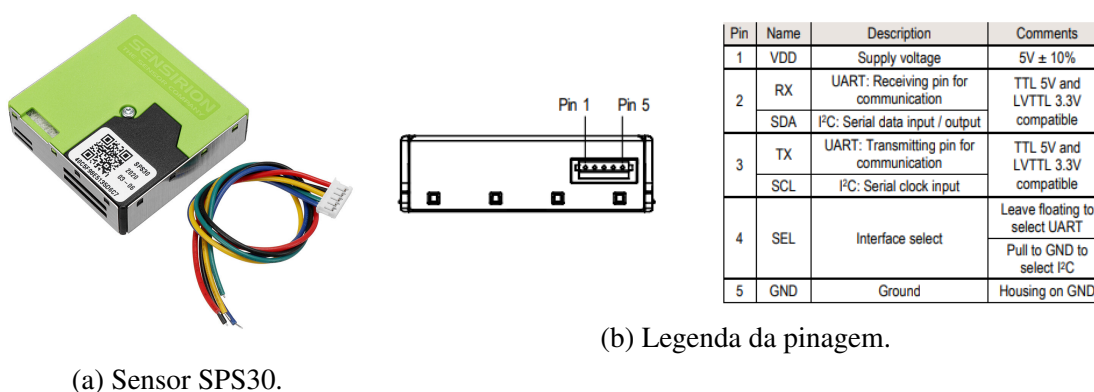 SENSIRION
SPS30
2020
03 - 06
Pin 1 Pin 5
Pin Name Description Comments
1 VDD Supply voltage 5V ± 10%
2 RX UART: Receiving pin for
communication
TTL 5V and
LVTTL 3.3V
compatible
SDA I²C: Serial data input / output
3 TX UART: Transmitting pin for
communication
TTL 5V and
LVTTL 3.3V
compatible
SCL I²C: Serial clock input
4 SEL Interface select
Leave floating to
select UART
Pull to GND to
select I²C
5 GND Ground Housing on GND
(b) Legenda da pinagem.
(a) Sensor SPS30.